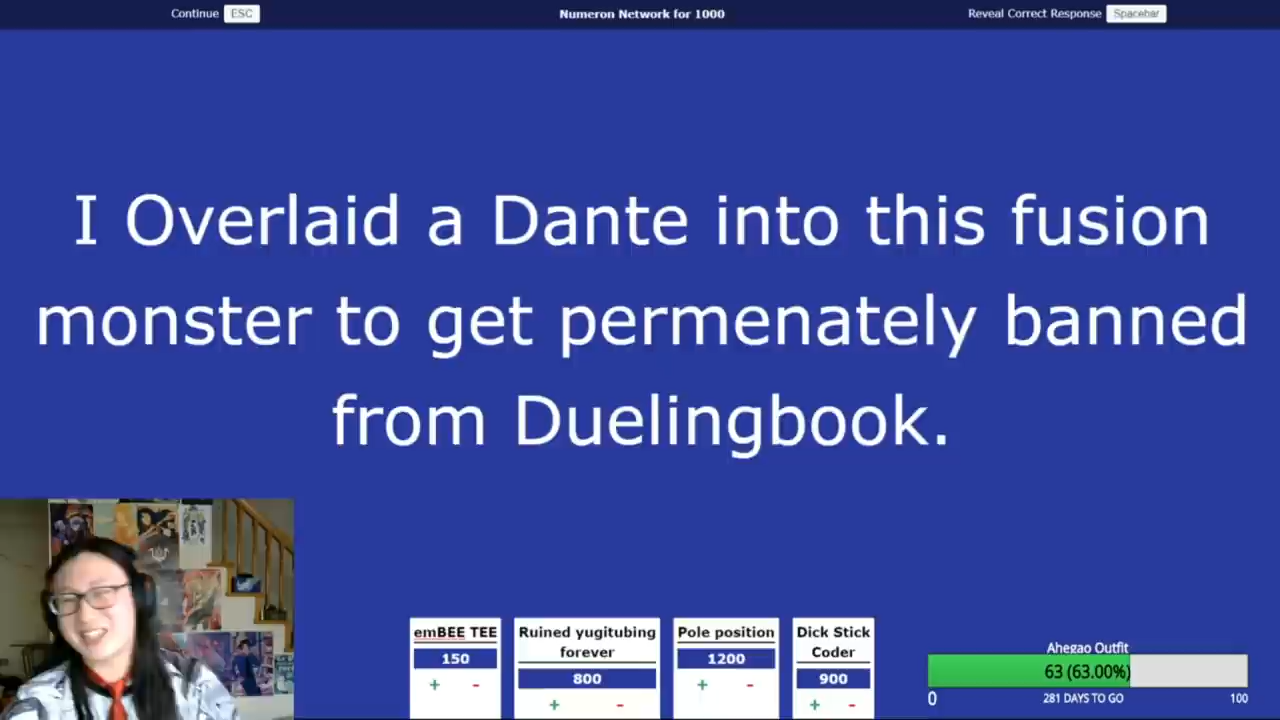 Continue ESC
Numeron Network for 1000
Reveal Correct Response Spacebar
I Overlaid a Dante into this fusion
monster to get permenately banned
from Duelingbook.
emBEE TEE
150
+ -
Ruined yugitubing
forever
800
+ -
Pole position
1200
+ -
Dick Stick
Coder
900
+ -
Ahegao Outfit
63 (63.00%)
0 281 DAYS TO GO 100